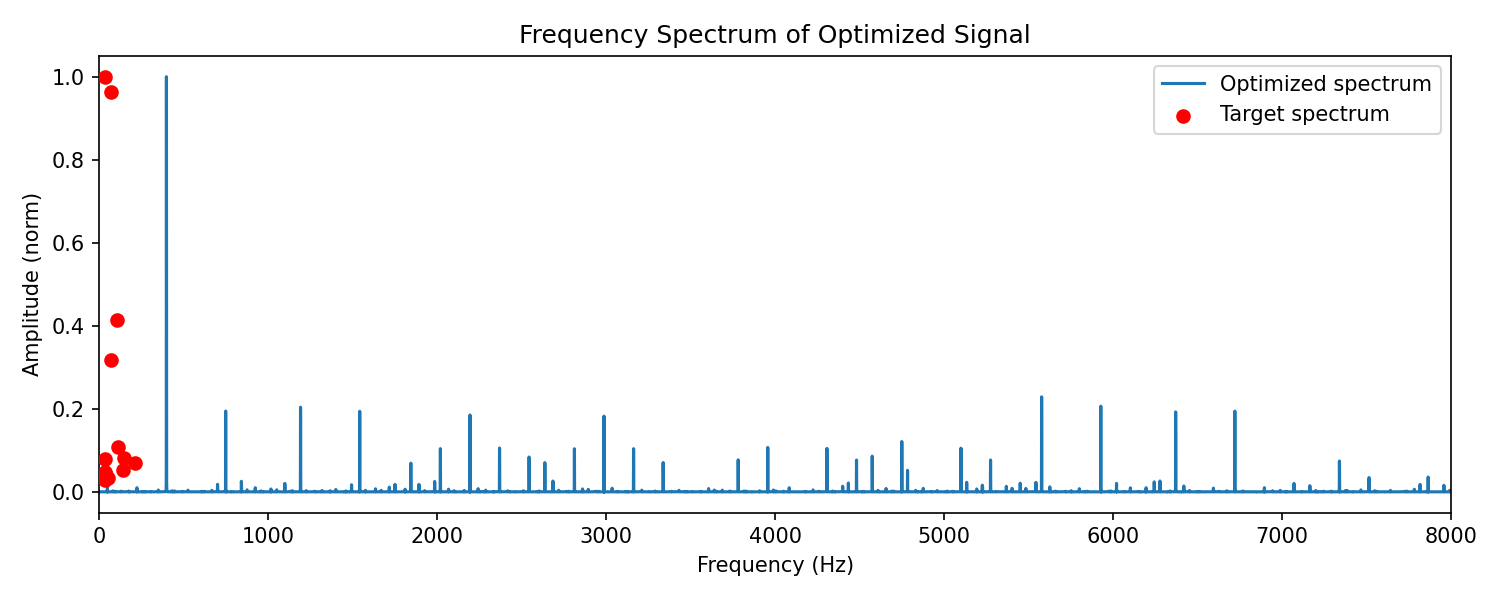 Frequency Spectrum of Optimized Signal
Optimized spectrum
Target spectrum
Amplitude (norm)
1.0
0.8
0.6
0.4
0.2
0.0
0 1000 2000 3000 4000 5000 6000 7000 8000
Frequency (Hz)